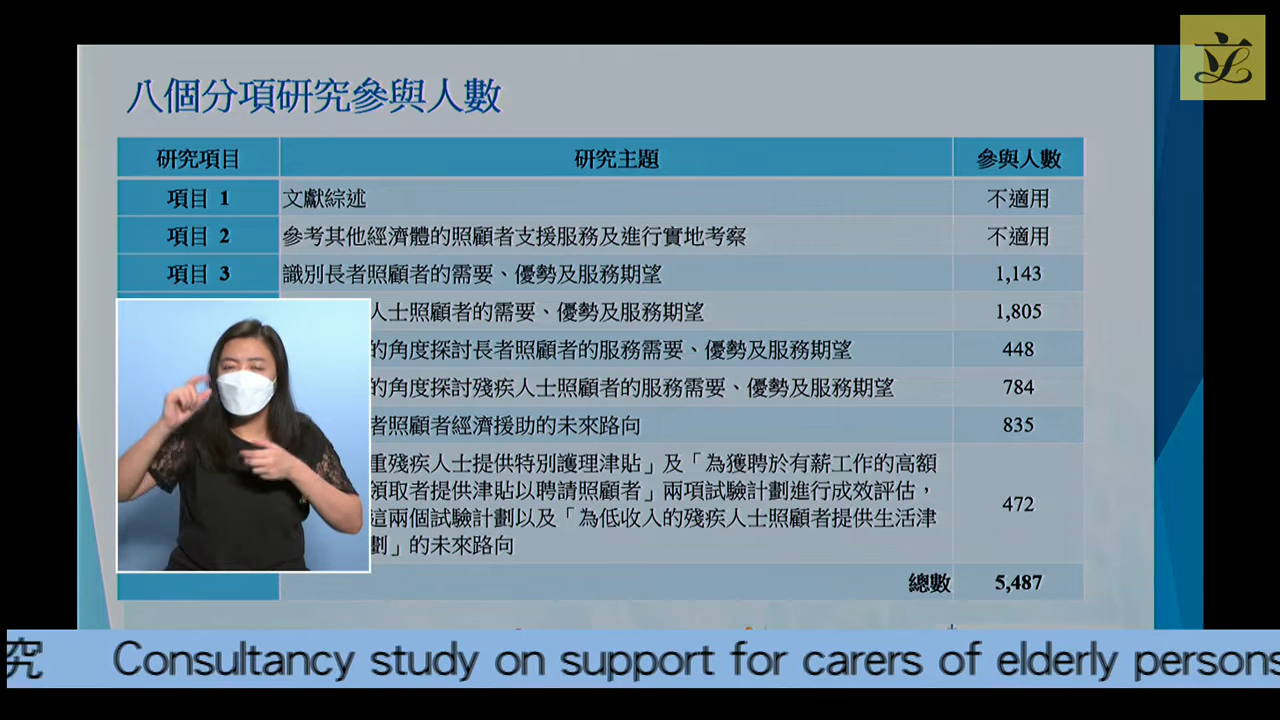 立
八個分項研究參與人數
研究項目 研究主題 參與人數
項目 1 文獻綜述 不適用
項目 2 參考其他經濟體的照顧者支援服務及進行實地考察 不適用
項目 3 識別長者照顧者的需要、優勢及服務期望 1,143
人士照顧者的需要、優勢及服務期望 1,805
的角度探討長者照顧者的服務需要、優勢及服務期望 448
的角度探討殘疾人士照顧者的服務需要、優勢及服務期望 784
者照顧者經濟援助的未來路向 835
重殘疾人士提供特別護理津貼」及「為獲聘於有薪工作的高額
領取者提供津貼以聘請照顧者」兩項試驗計劃進行成效評估，
這兩個試驗計劃以及「為低收入的殘疾人士照顧者提供生活津
劃」的未來路向
472
總數 5,487
究 Consultancy study on support for carers of elderly persons